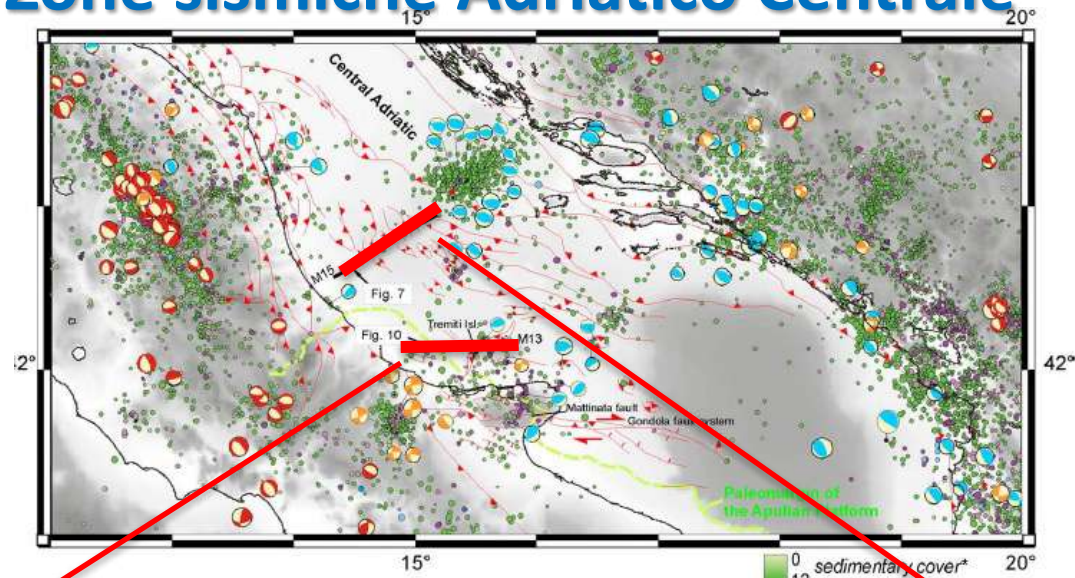 Zone sismiche Adriatico Centrale
15°
20°
Central Adriatic
M15
Fig. 7
Fig. 10
Tremiti Isl.
M13
2°
42°
Mattinata fault
Gondola fault system
Paleomargin of
the Apulian Platform
15°
0 sedimentary cover*
20°